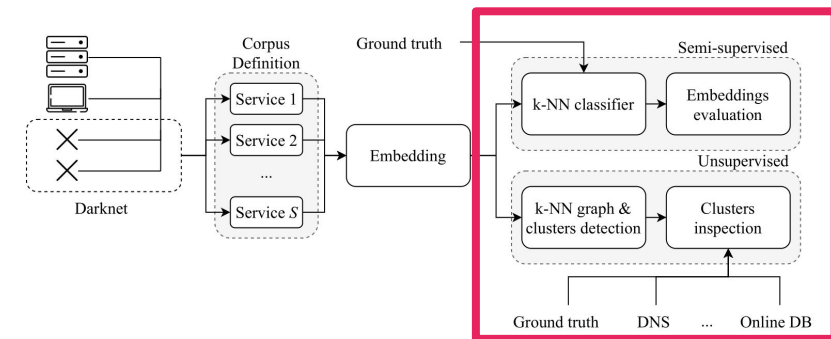 Corpus
Definition
Ground truth
Semi-supervised
Service 1
Service 2
...
Service S
Embedding
k-NN classifier
Embeddings
evaluation
Unsupervised
k-NN graph &
clusters detection
Clusters
inspection
Darknet
Ground truth
DNS
...
Online DB